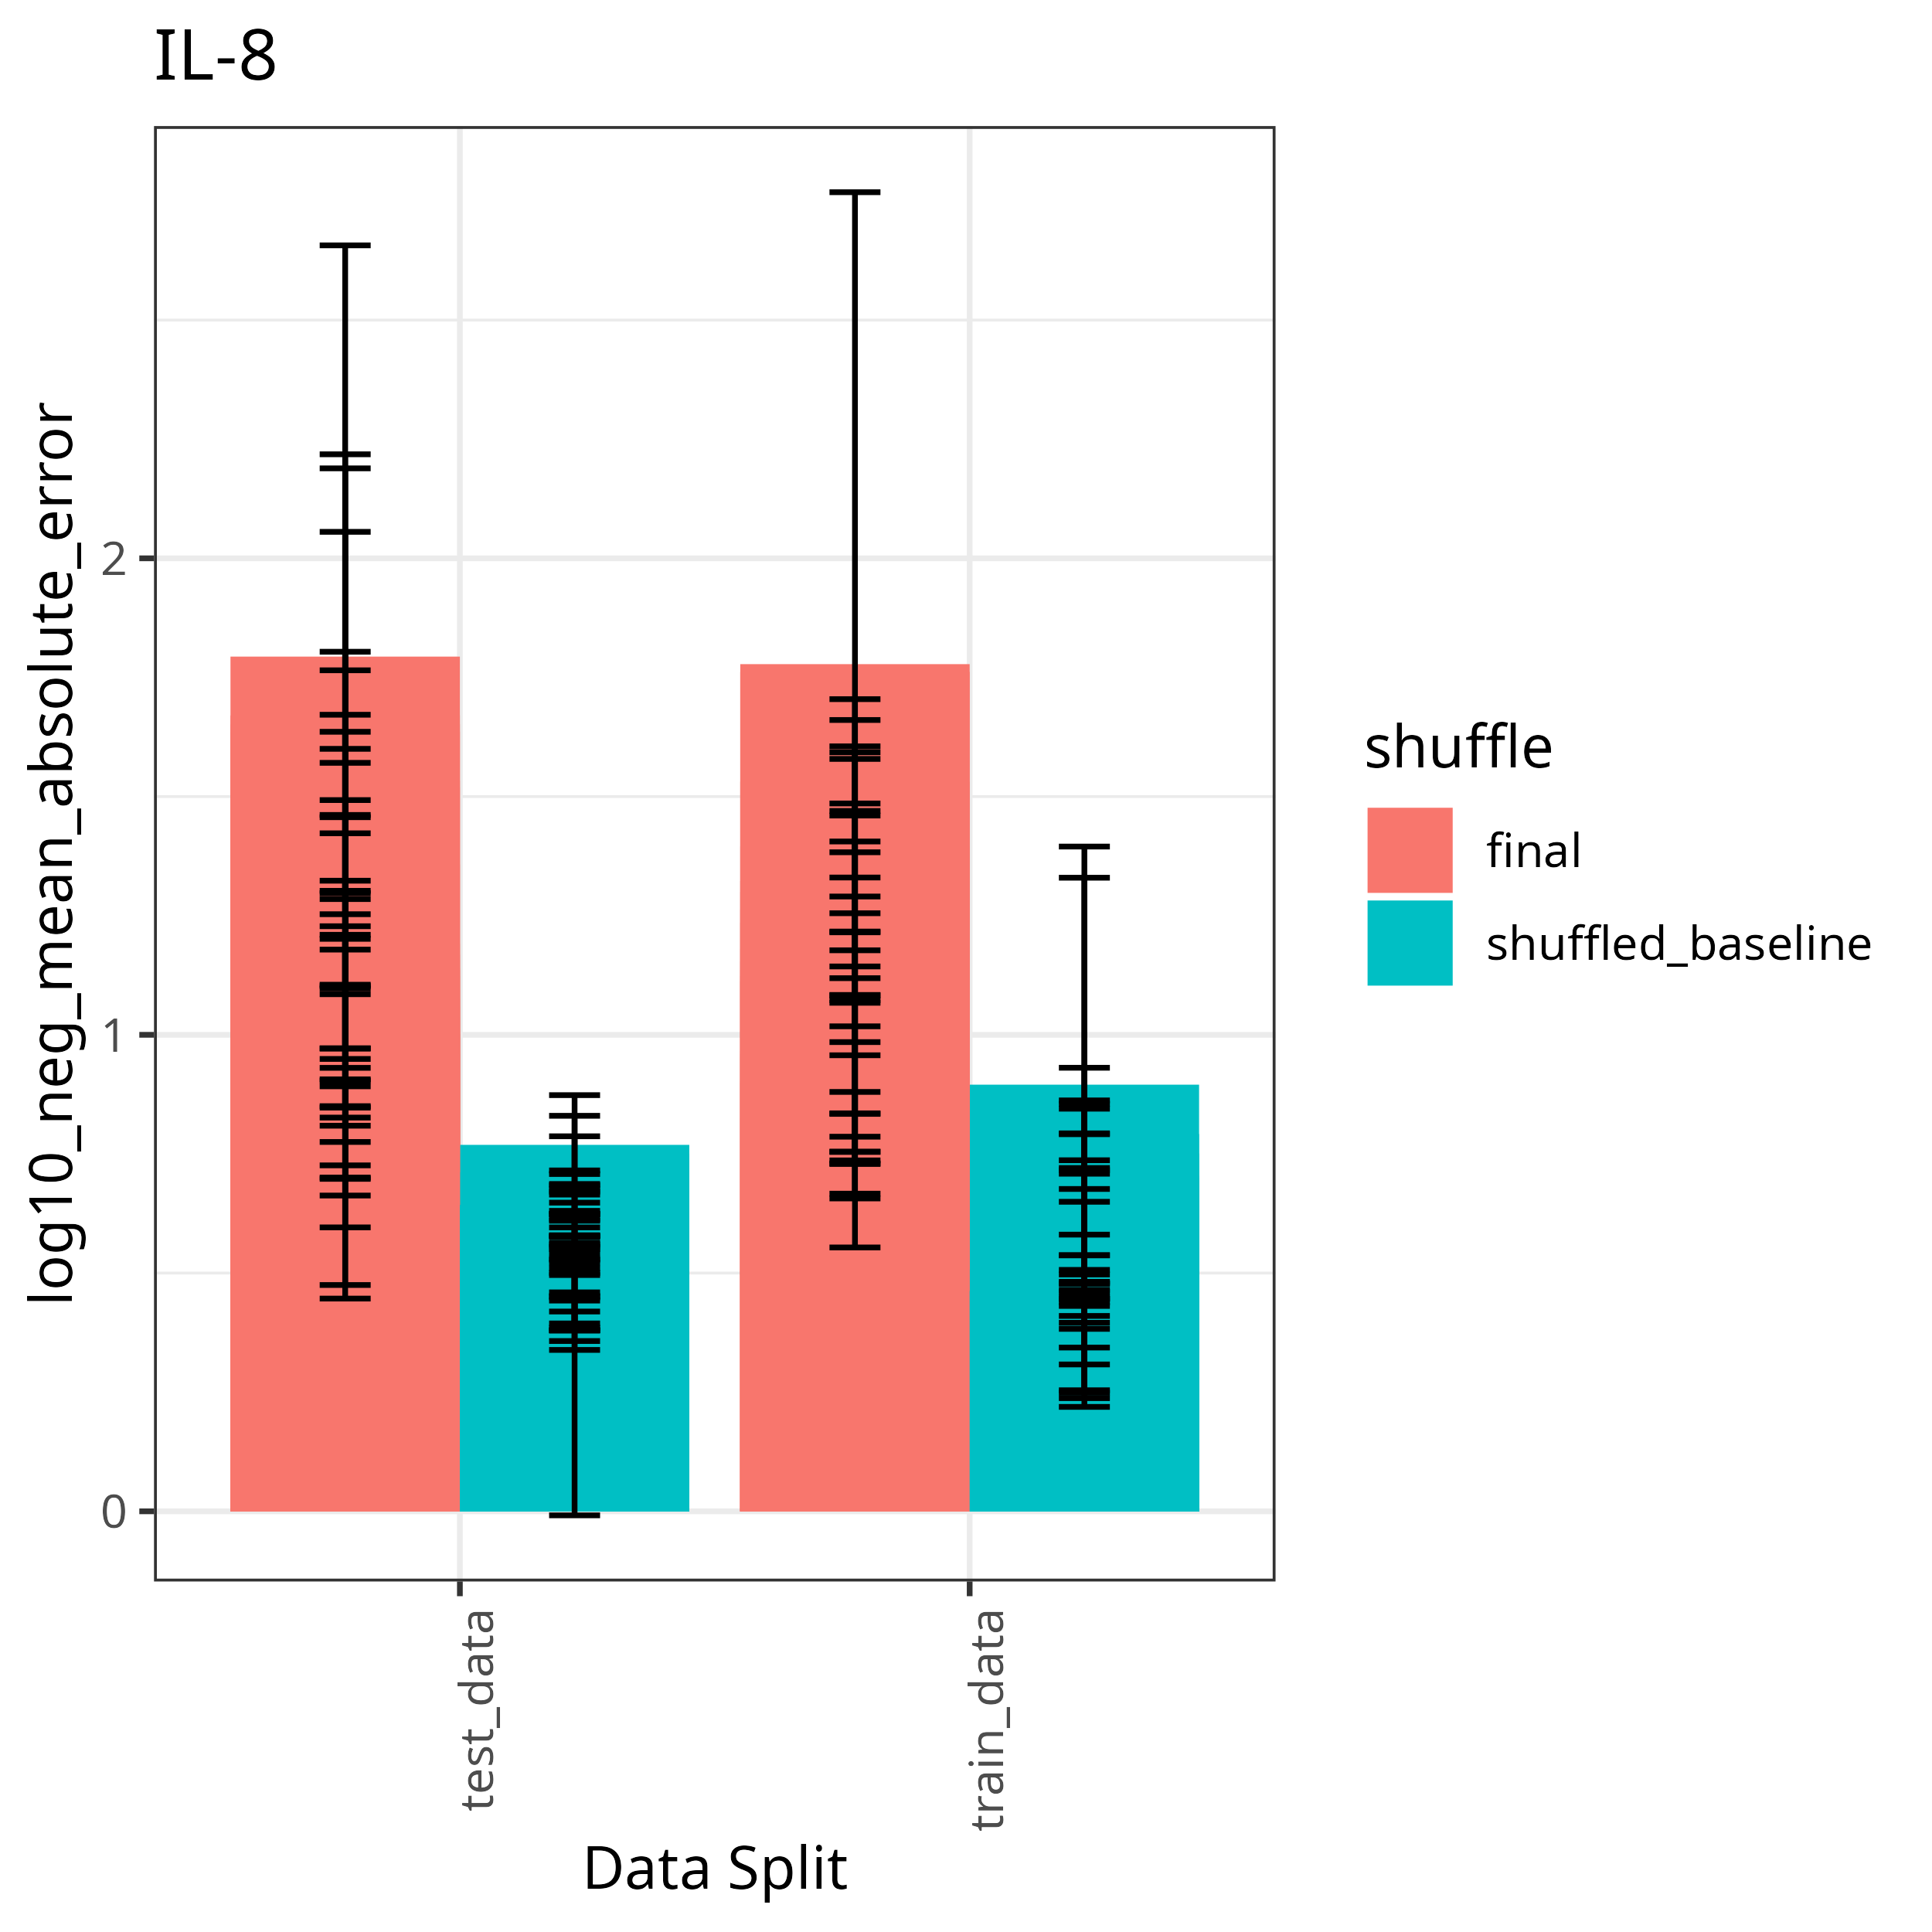 IL-8
log10_neg_mean_absolute_error
2
1
0
test_data
train_data
Data Split
shuffle
final
shuffled_baseline